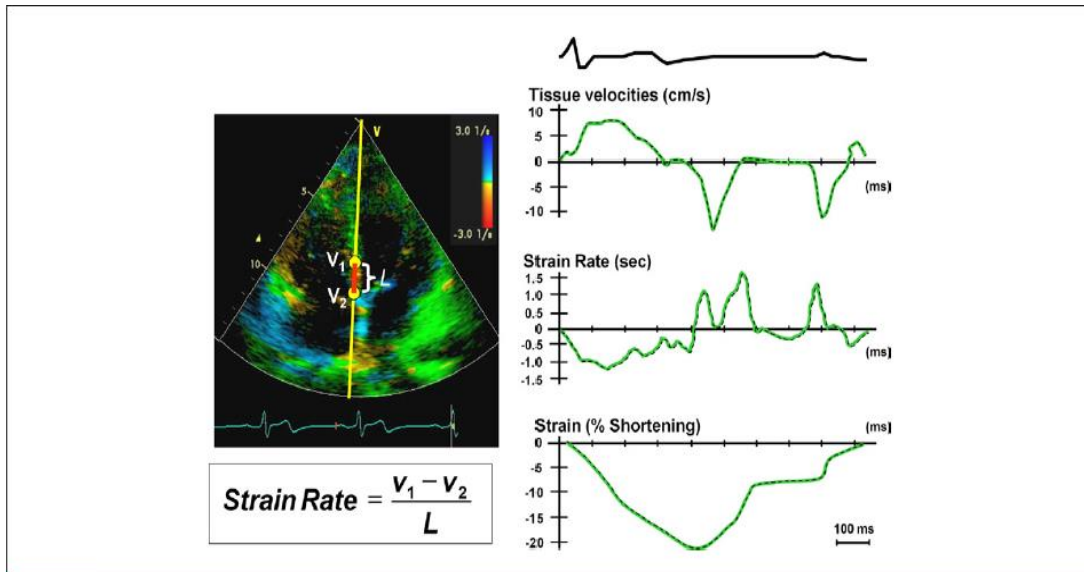 3.0 1/s
-3.0 1/s
V
5
10
V1
V2
L
Strain Rate = v1 − v2 / L
Tissue velocities (cm/s)
10
5
0
-5
-10
(ms)
Strain Rate (sec)
1.5
1.0
0.5
0
-0.5
-1.0
-1.5
(ms)
Strain (% Shortening)
(ms)
0
-5
-10
-15
-20
100 ms